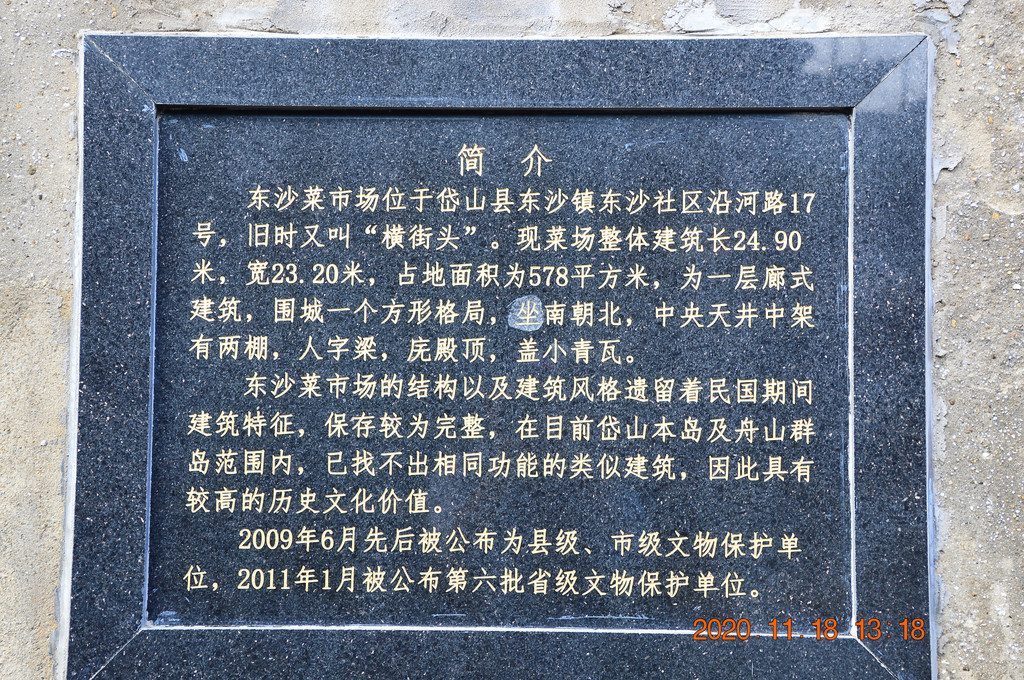 简 介
东沙菜市场位于岱山县东沙镇东沙社区沿河路17
号，旧时又叫“横街头”。现菜场整体建筑长24.90
米，宽23.20米，占地面积为578平方米，为一层廊式
建筑，围城一个方形格局，坐南朝北，中央天井中架
有两棚，人字梁，庑殿顶，盖小青瓦。
东沙菜市场的结构以及建筑风格遗留着民国期间
建筑特征，保存较为完整，在目前岱山本岛及舟山群
岛范围内，已找不出相同功能的类似建筑，因此具有
较高的历史文化价值。
2009年6月先后被公布为县级、市级文物保护单
位，2011年1月被公布第六批省级文物保护单位。
2020 11.18 13:18